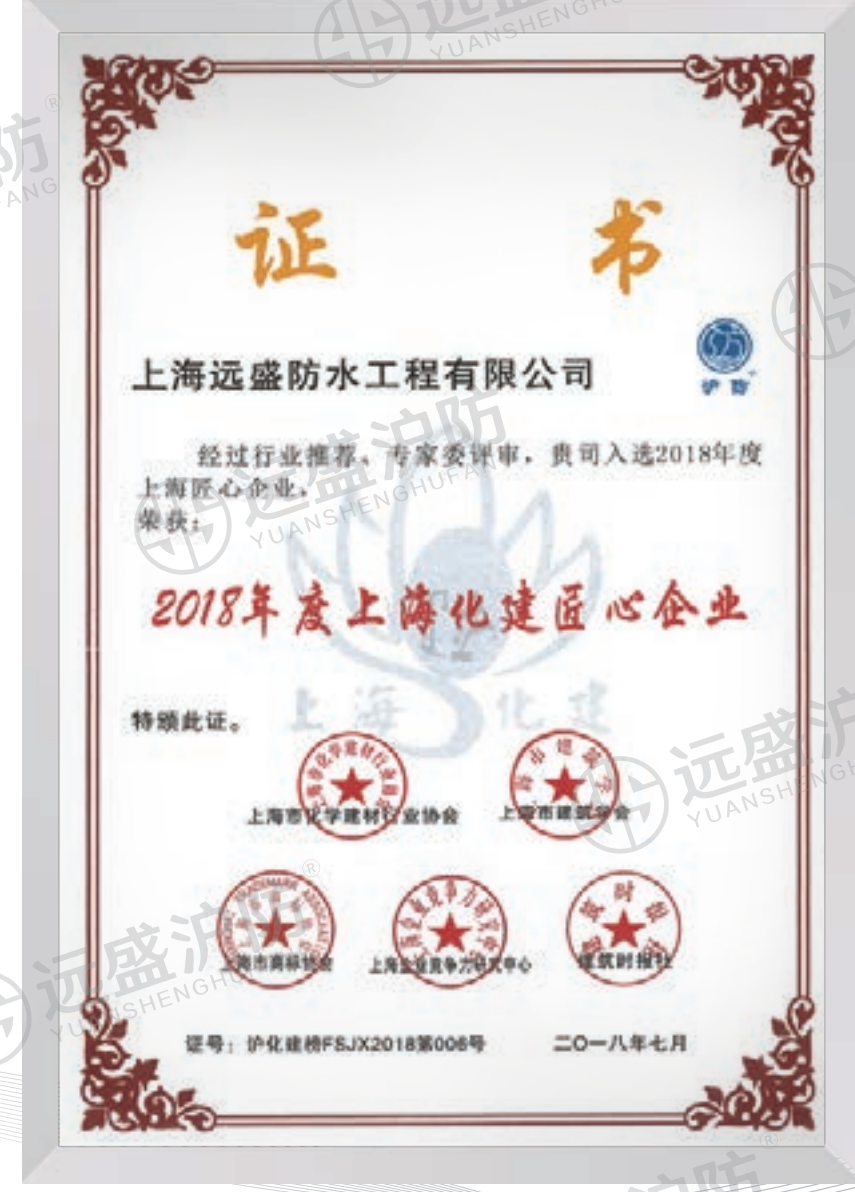 证 书
沪防
上海远盛防水工程有限公司
经过行业推荐、专家委评审,贵司入选2018年度
上海匠心企业,
荣获:
2018年度上海化建匠心企业
上海化建
特颁此证。
上海市化学建材行业协会
上海市建筑学会
上海市商标协会
上海企业竞争力研究中心
建筑时报社
证号:沪化建榜FSJX2018第006号
二〇一八年七月
远盛沪防
YUANSHENGHUFANG